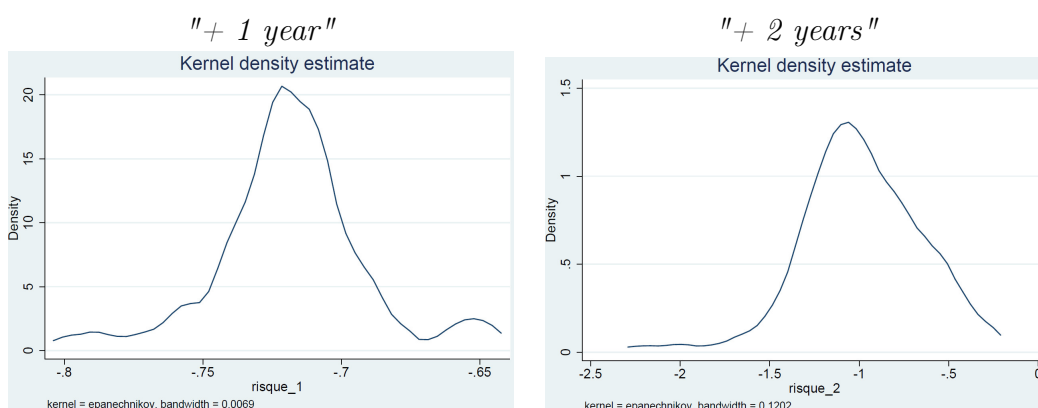 "+ 1 year"
Kernel density estimate
Density
20
15
10
5
0
-.8
-.75
-.7
-.65
risque_1
kernel = epanechnikov, bandwidth = 0.0069
"+ 2 years"
Kernel density estimate
Density
1.5
1
.5
0
-2.5
-2
-1.5
-1
-.5
0
risque_2
kernel = epanechnikov, bandwidth = 0.1202